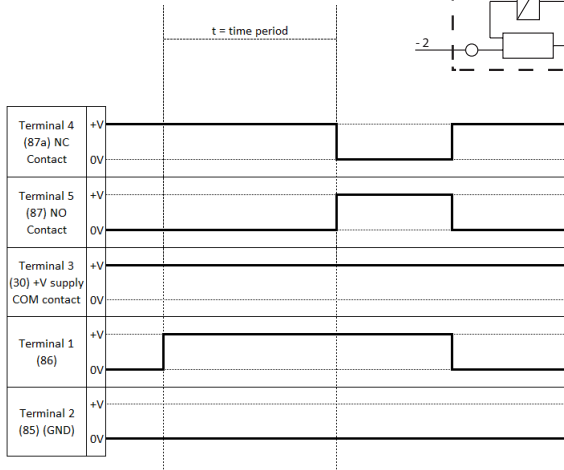 t = time period
- 2
Terminal 4
(87a) NC
Contact
+V
0V
Terminal 5
(87) NO
Contact
+V
0V
Terminal 3
(30) +V supply
COM contact
+V
0V
Terminal 1
(86)
+V
0V
Terminal 2
(85) (GND)
+V
0V